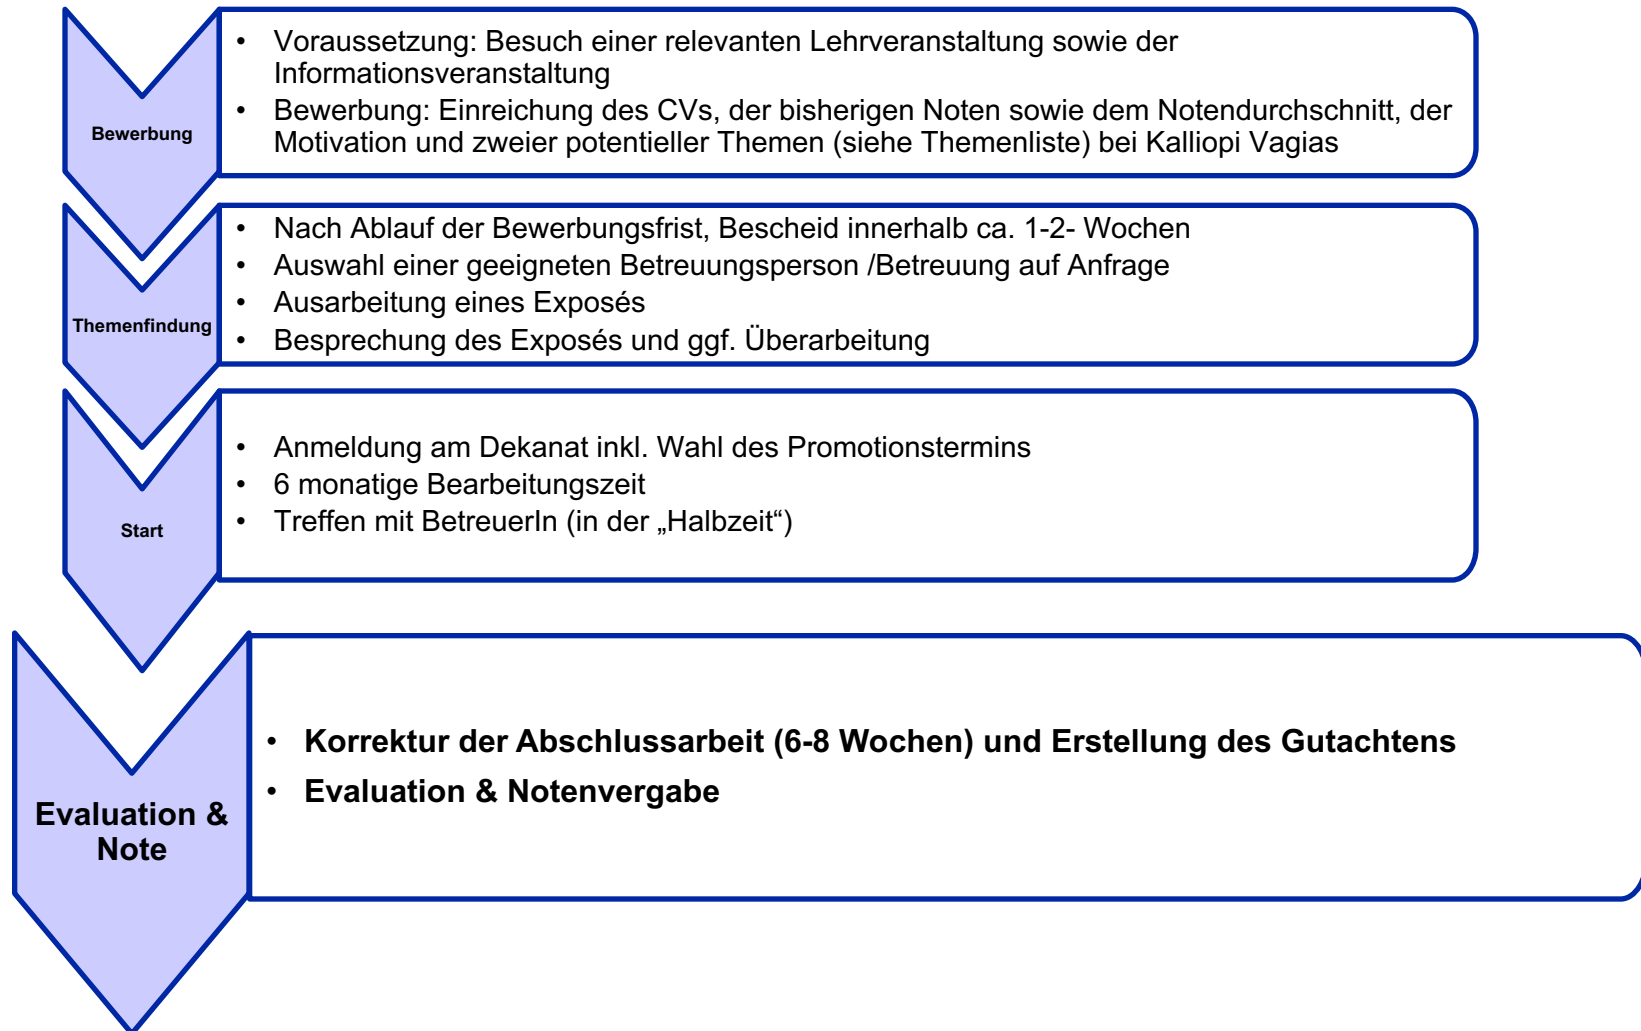 Bewerbung
• Voraussetzung: Besuch einer relevanten Lehrveranstaltung sowie der
Informationsveranstaltung
• Bewerbung: Einreichung des CVs, der bisherigen Noten sowie dem Notendurchschnitt, der
Motivation und zweier potentieller Themen (siehe Themenliste) bei Kalliopi Vagias
Themenfindung
• Nach Ablauf der Bewerbungsfrist, Bescheid innerhalb ca. 1-2- Wochen
• Auswahl einer geeigneten Betreuungsperson /Betreuung auf Anfrage
• Ausarbeitung eines Exposés
• Besprechung des Exposés und ggf. Überarbeitung
Start
• Anmeldung am Dekanat inkl. Wahl des Promotionstermins
• 6 monatige Bearbeitungszeit
• Treffen mit BetreuerIn (in der „Halbzeit“)
Evaluation &
Note
• Korrektur der Abschlussarbeit (6-8 Wochen) und Erstellung des Gutachtens
• Evaluation & Notenvergabe